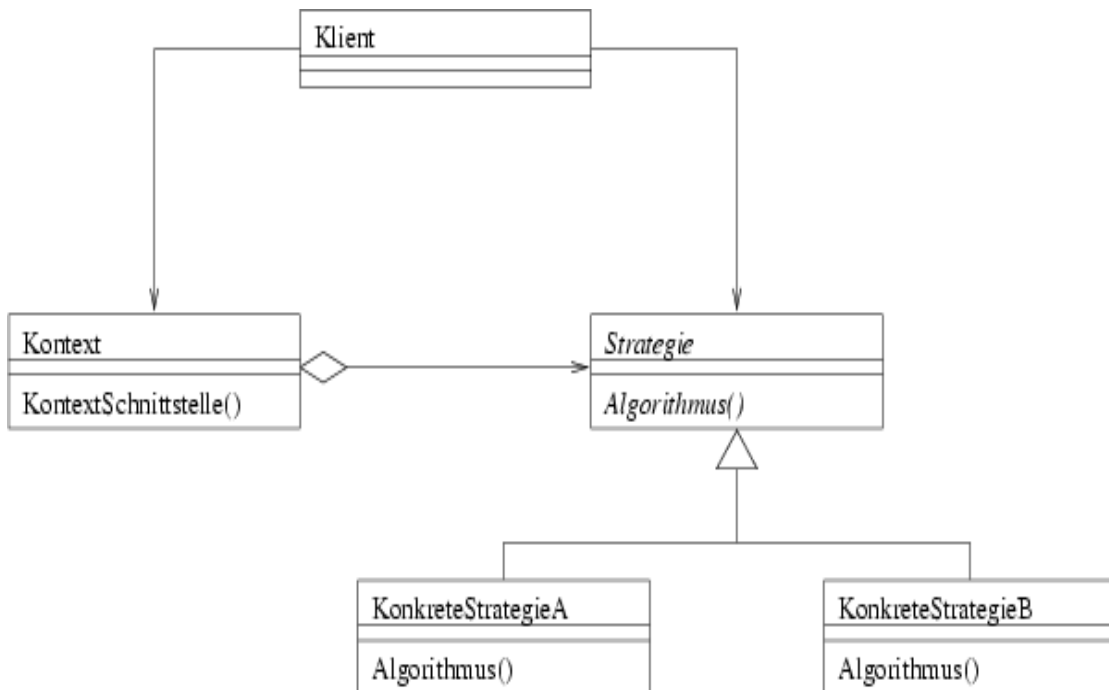 Klient
Kontext
KontextSchnittstelle()
Strategie
Algorithmus()
KonkreteStrategieA
Algorithmus()
KonkreteStrategieB
Algorithmus()